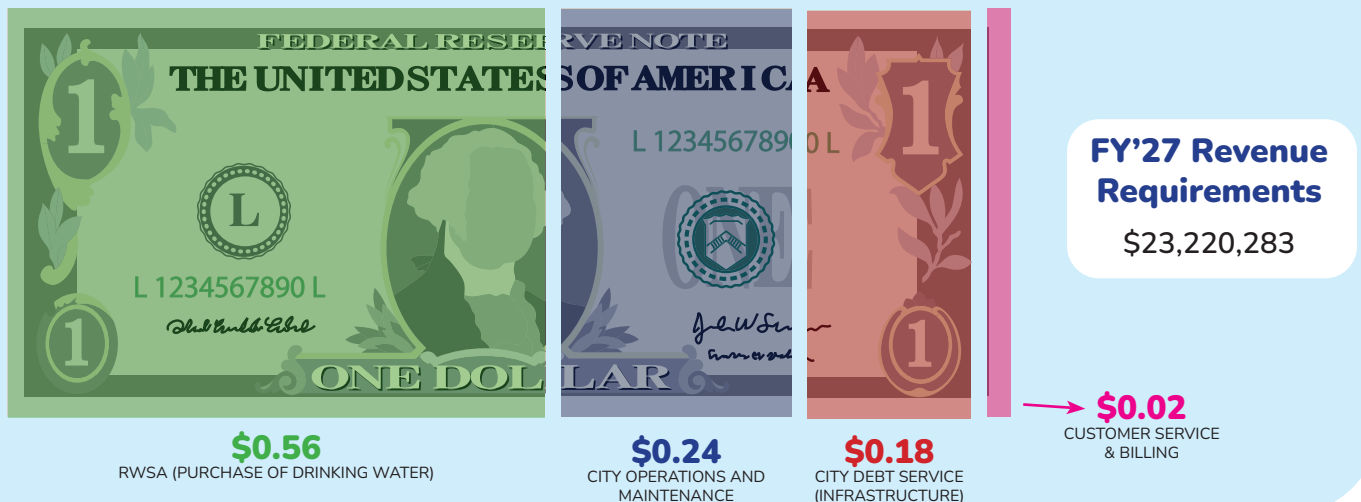 FEDERAL RESERVE NOTE
THE UNITED STATES OF AMERICA
1
1
L 1234567890 L
ONE
L
L 1234567890 L
1
1
ONE DOLLAR
FY’27 Revenue
Requirements
$23,220,283
$0.56
RWSA (PURCHASE OF DRINKING WATER)
$0.24
CITY OPERATIONS AND
MAINTENANCE
$0.18
CITY DEBT SERVICE
(INFRASTRUCTURE)
$0.02
CUSTOMER SERVICE
& BILLING